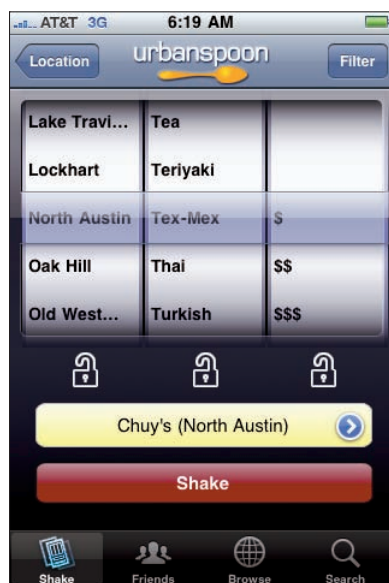 AT&T 3G 6:19 AM
Location urbanspoon Filter
Lake Travi... Tea
Lockhart Teriyaki
North Austin Tex-Mex $
Oak Hill Thai $$
Old West... Turkish $$$
Chuy's (North Austin)
Shake
Shake Friends Browse Search